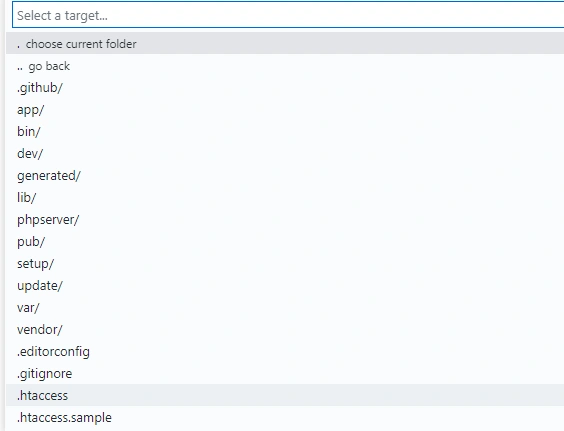 Select a target...
. choose current folder
.. go back
.github/
app/
bin/
dev/
generated/
lib/
phpserver/
pub/
setup/
update/
var/
vendor/
.editorconfig
.gitignore
.htaccess
.htaccess.sample